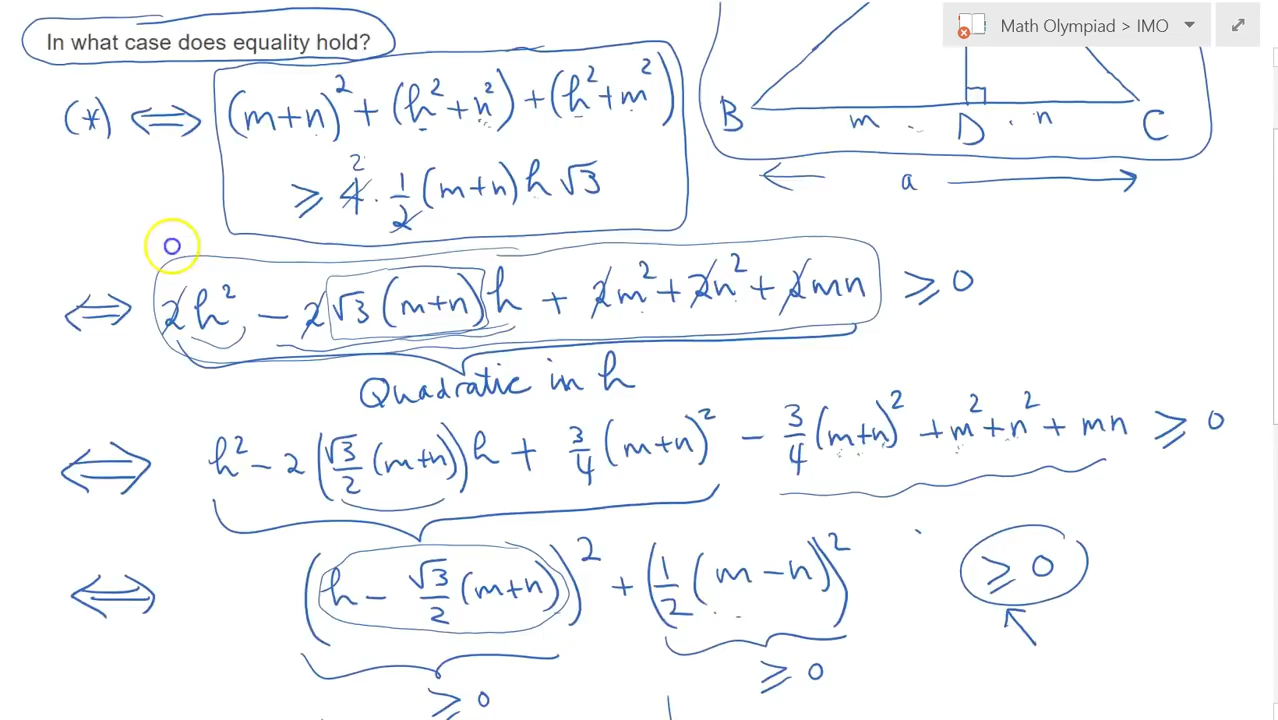 In what case does equality hold?
Math Olympiad > IMO
(*) ⟺ (m+n)² + (h²+n²) + (h²+m²)
≥ 4 2 · 1/2 (m+n) h √3
B m D n C
a
⟺ 2h² - 2√3(m+n)h + 2m² + 2n² + 2mn ≥ 0
Quadratic in h
⟺ h² - 2(√3/2 (m+n))h + 3/4 (m+n)² - 3/4 (m+n)² + m² + n² + mn ≥ 0
⟺ (h - √3/2 (m+n))² + (1/2 (m-n))² ≥ 0
≥ 0
≥ 0